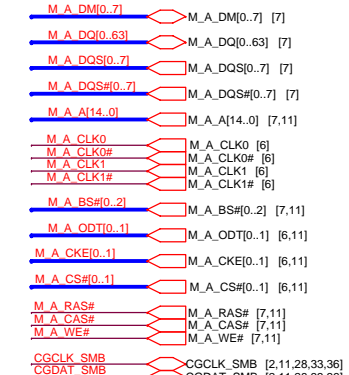 M_A_DM[0..7] M_A_DM[0..7] [7]
M_A_DQ[0..63] M_A_DQ[0..63] [7]
M_A_DQS[0..7] M_A_DQS[0..7] [7]
M_A_DQS#[0..7] M_A_DQS#[0..7] [7]
M_A_A[14..0] M_A_A[14..0] [7,11]
M_A_CLK0 M_A_CLK0 [6]
M_A_CLK0# M_A_CLK0# [6]
M_A_CLK1 M_A_CLK1 [6]
M_A_CLK1# M_A_CLK1# [6]
M_A_BS#[0..2] M_A_BS#[0..2] [7,11]
M_A_ODT[0..1] M_A_ODT[0..1] [6,11]
M_A_CKE[0..1] M_A_CKE[0..1] [6,11]
M_A_CS#[0..1] M_A_CS#[0..1] [6,11]
M_A_RAS# M_A_RAS# [7,11]
M_A_CAS# M_A_CAS# [7,11]
M_A_WE# M_A_WE# [7,11]
CGCLK_SMB CGCLK_SMB [2,11,28,33,36]
CGDAT_SMB